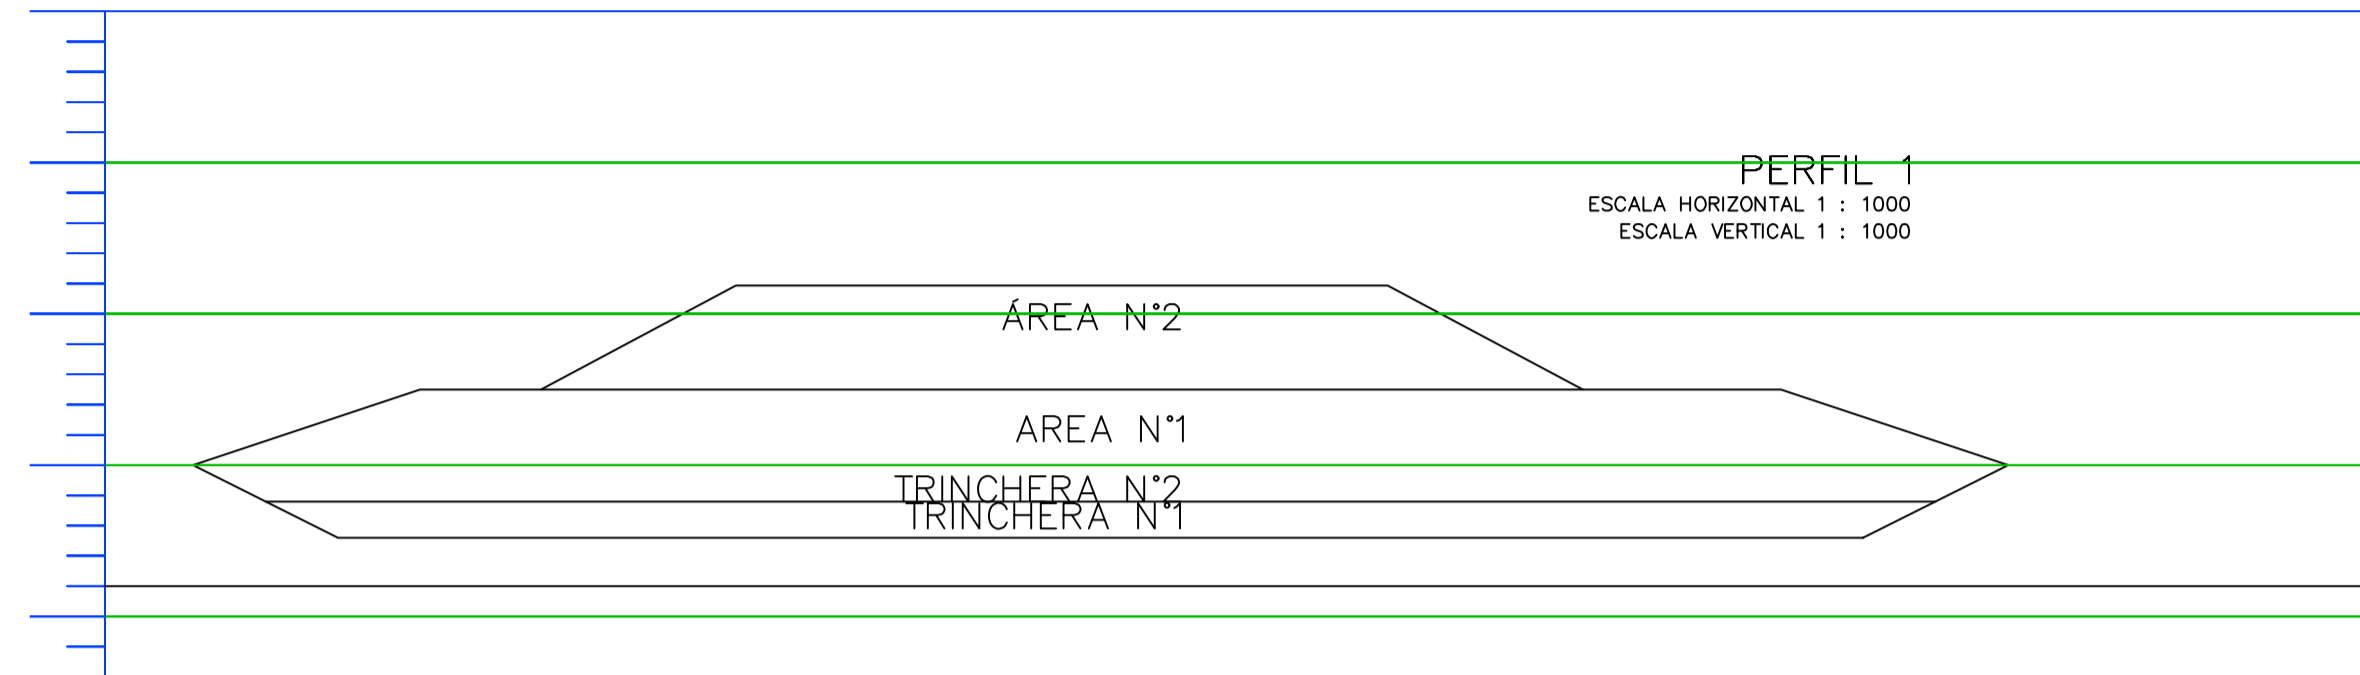 PERFIL 1
ESCALA HORIZONTAL 1 : 1000
ESCALA VERTICAL 1 : 1000
ÁREA N°2
AREA N°1
TRINCHERA N°2
TRINCHERA N°1